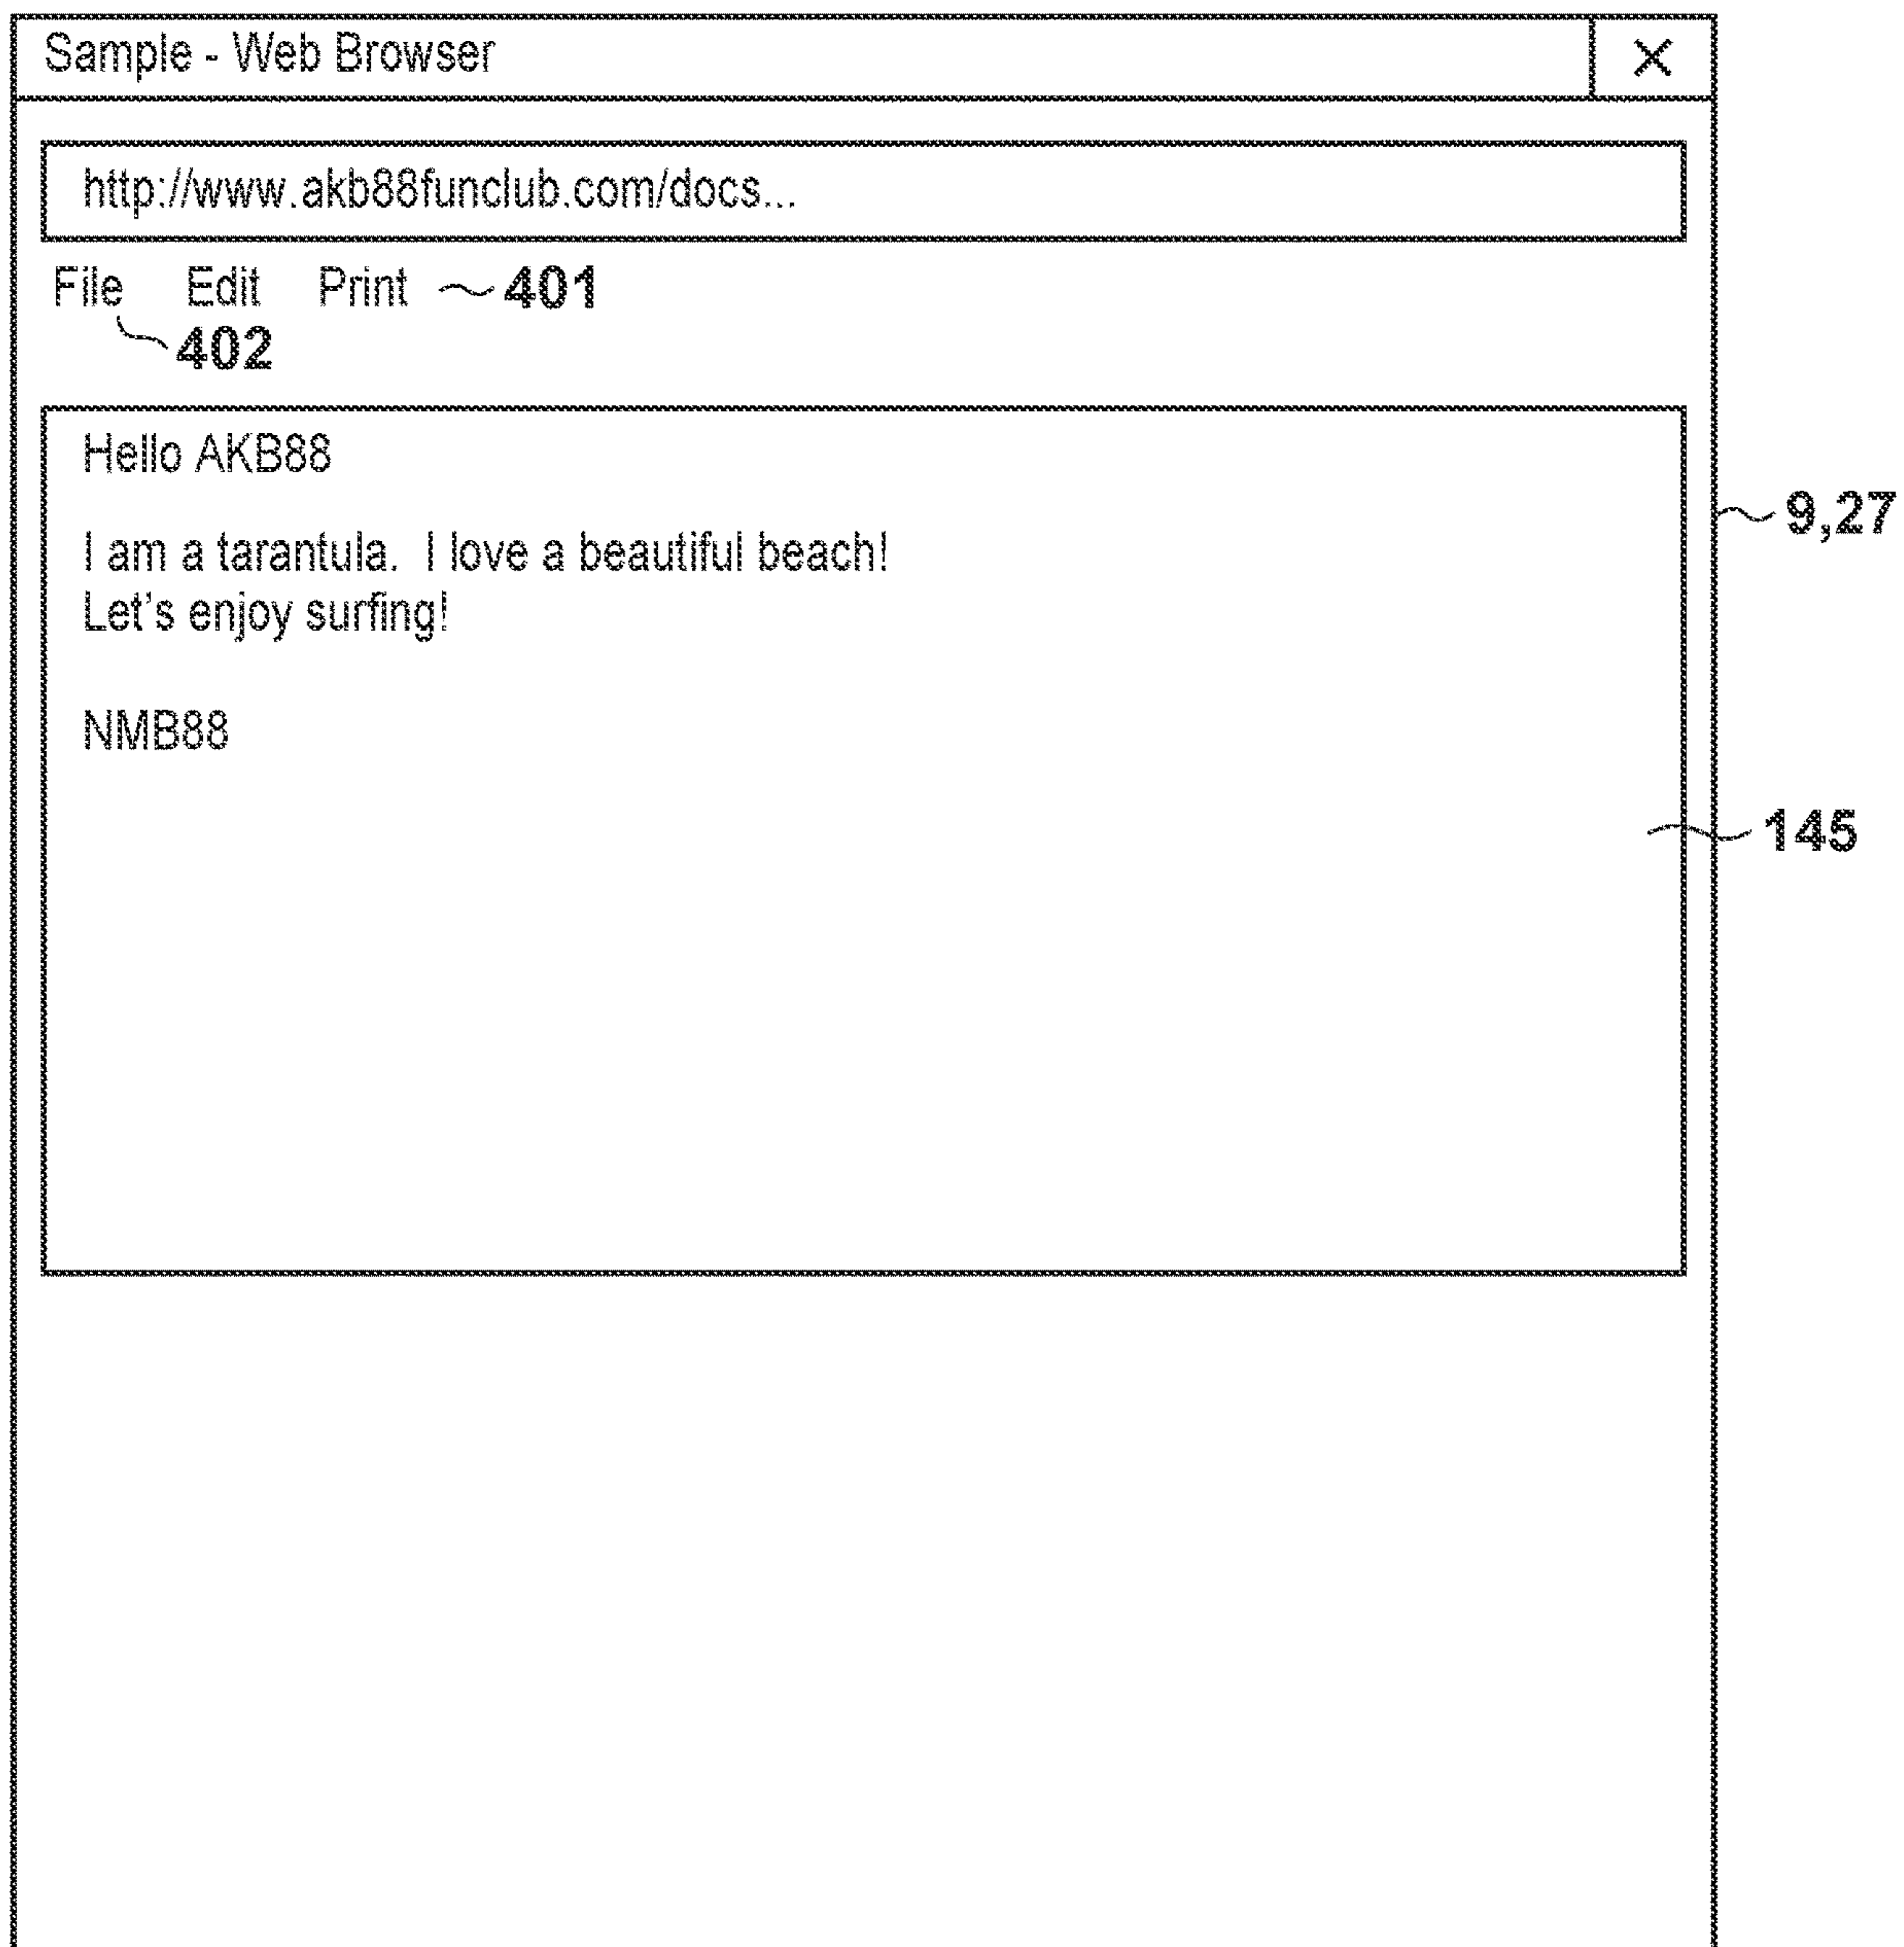 Sample - Web Browser ×
http://www.akb88funclub.com/docs...
File Edit Print 401
402
Hello AKB88
I am a tarantula. I love a beautiful beach!
9,27
Let's enjoy surfing!
NMB88
145